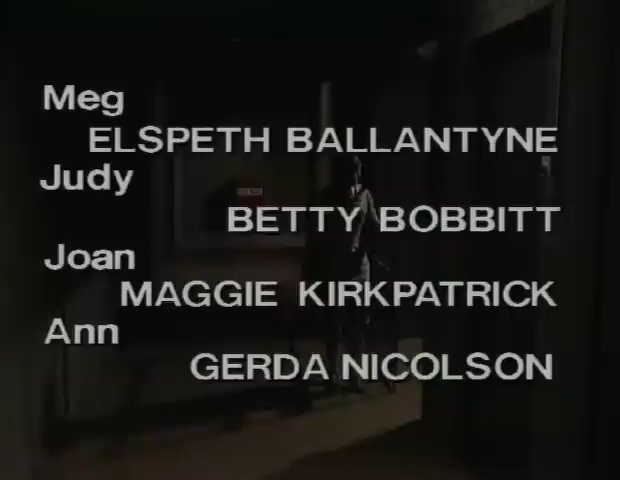 Meg
ELSPETH BALLANTYNE
Judy
BETTY BOBBITT
Joan
MAGGIE KIRKPATRICK
Ann
GERDA NICOLSON